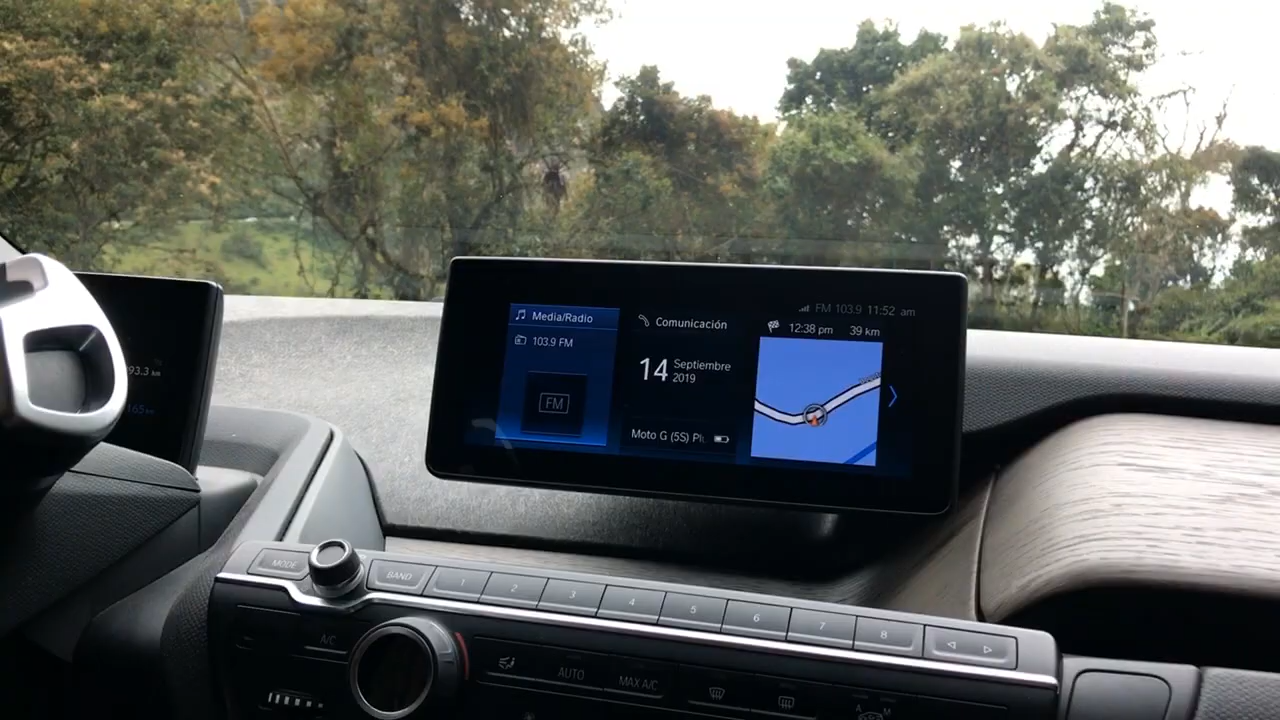 FM 103.9 11:52 am
Media/Radio
103.9 FM
FM
Comunicación
14 Septiembre
2019
Moto G (5S)
12:38 pm 39 km
93.3 km
165 km
MODE
BAND
1
2
3
4
5
6
7
8
A/C
AUTO
MAX A/C
A
M